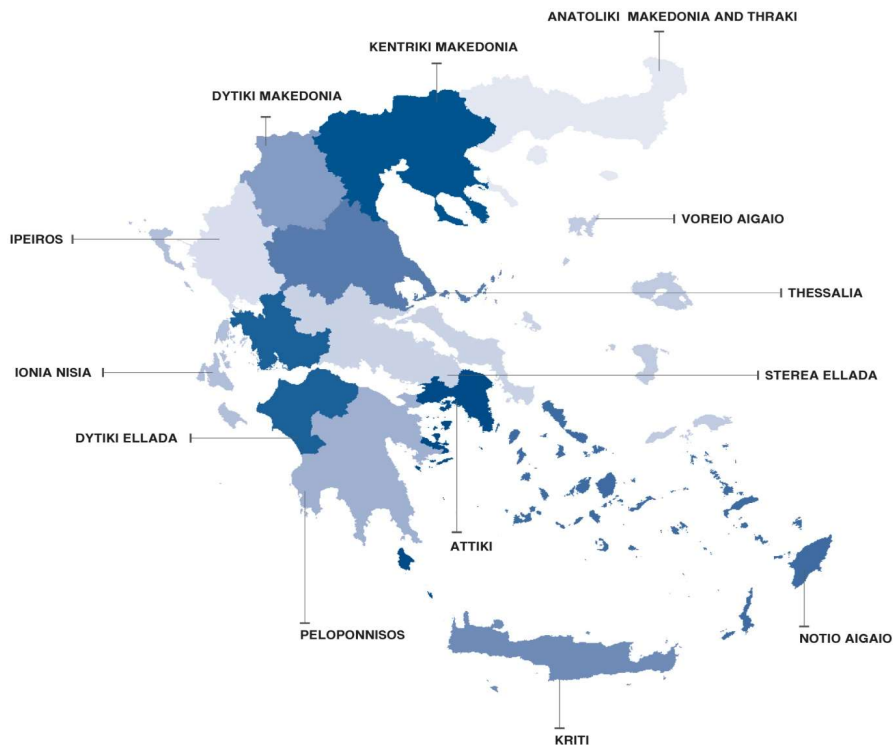 ANATOLIKI MAKEDONIA AND THRAKI
KENTRIKI MAKEDONIA
DYTIKI MAKEDONIA
VOREIO AIGAIO
IPEIROS
THESSALIA
IONIA NISIA
STEREA ELLADA
DYTIKI ELLADA
ATTIKI
PELOPONNISOS
NOTIO AIGAIO
KRITI